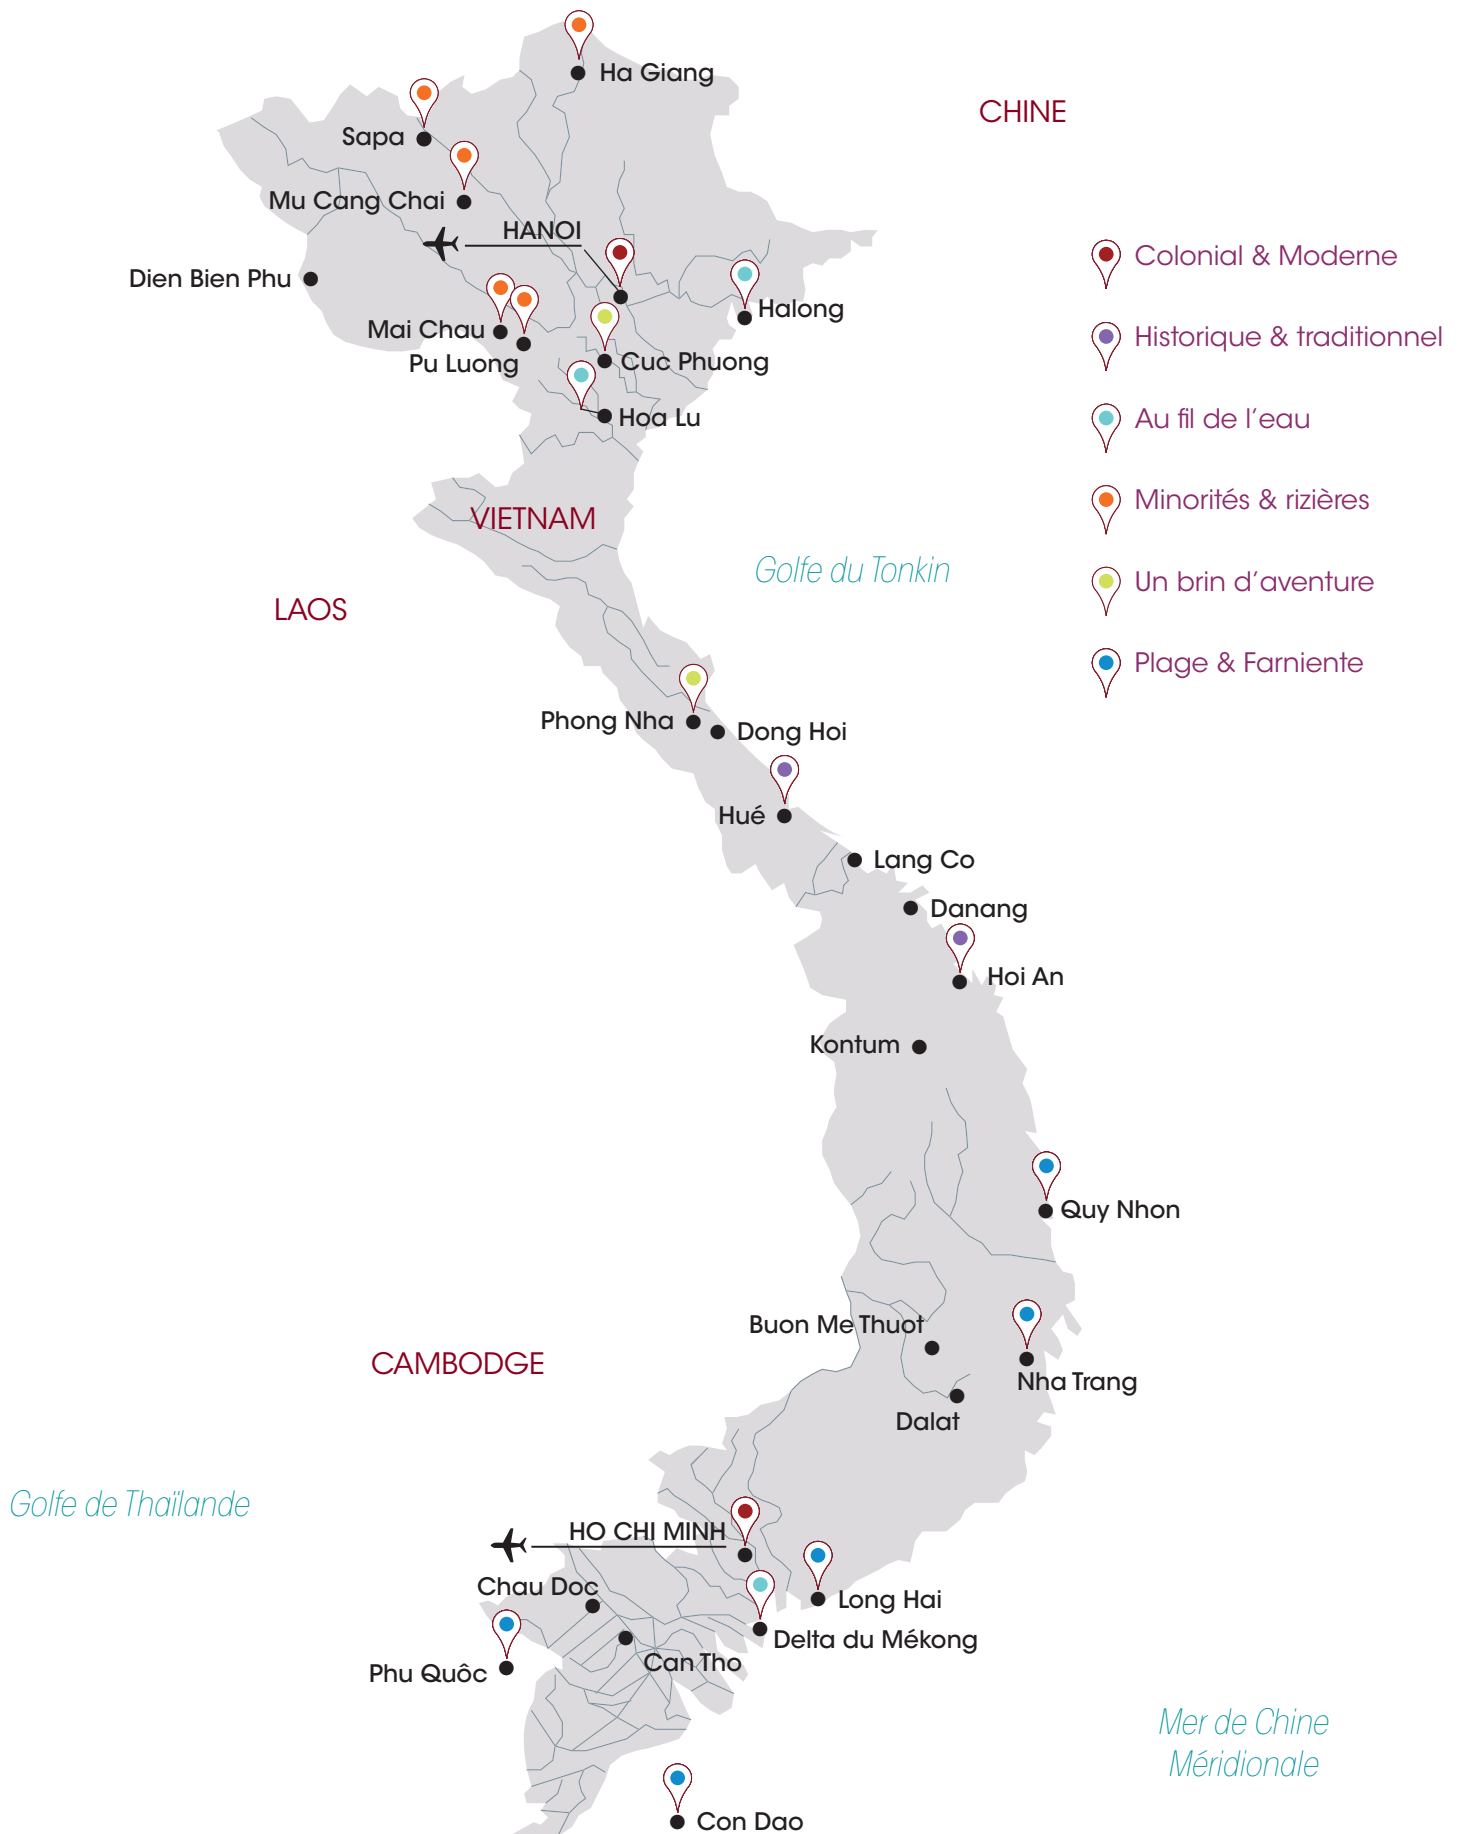 Ha Giang
CHINE
Sapa
Mu Cang Chai
HANOI
Colonial & Moderne
Dien Bien Phu
Halong
Mai Chau
Historique & traditionnel
Pu Luong
Cuc Phuong
Hoa Lu
Au fil de l'eau
Minorités & rizières
VIETNAM
Golfe du Tonkin
Un brin d'aventure
LAOS
Plage & Farniente
Phong Nha
Dong Hoi
Hué
Lang Co
Danang
Hoi An
Kontum
Quy Nhon
Buon Me Thuot
CAMBODGE
Nha Trang
Dalat
Golfe de Thaïlande
HO CHI MINH
Chau Doc
Long Hai
Delta du Mékong
Can Tho
Phu Quôc
Mer de Chine
Méridionale
Con Dao